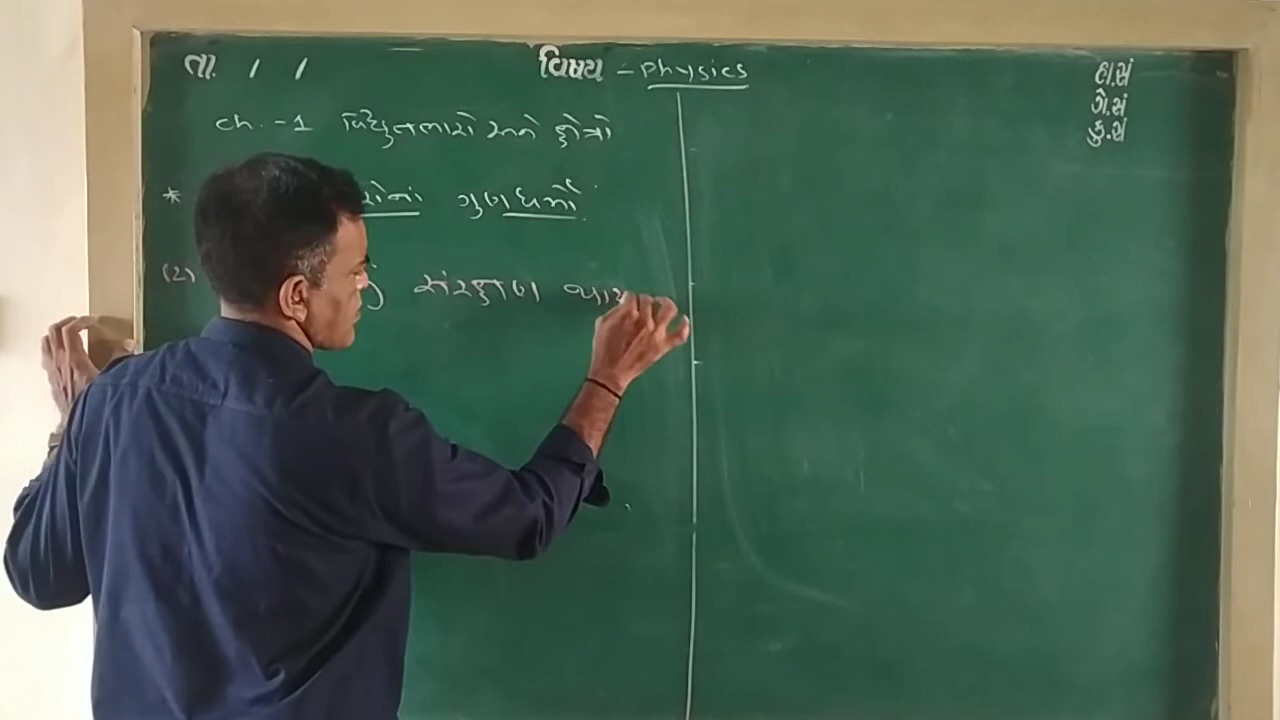 તા. / /
વિષય - Physics
હા.સં
ગે.સં
કુ.સં
ch. - 1 વિદ્યુતભારો અને ક્ષેત્રો
* રોનાં ગુણધર્મો
(2) નું સંરક્ષણ થાય